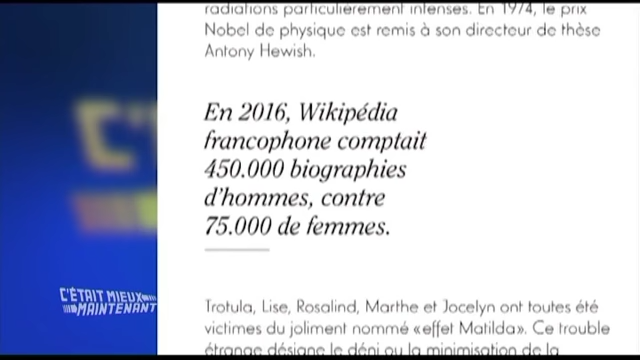 radiations particulièrement intenses. En 1974, le prix
Nobel de physique est remis à son directeur de thèse
Antony Hewish.
En 2016, Wikipédia
francophone comptait
450.000 biographies
d'hommes, contre
75.000 de femmes.
C'ÉTAIT MIEUX
MAINTENANT
Trotula, Lise, Rosalind, Marthe et Jocelyn ont toutes été
victimes du joliment nommé «effet Matilda». Ce trouble
étrange désigne le déni ou la minimisation de la